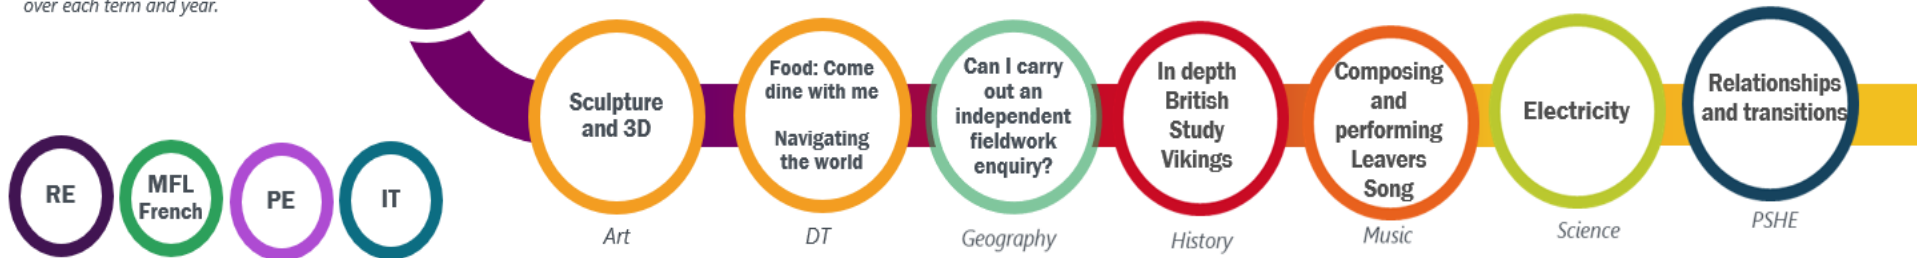 over each term and year.
Sculpture
and 3D
Art
Food: Come
dine with me
Navigating
the world
DT
Can I carry
out an
independent
fieldwork
enquiry?
Geography
In depth
British
Study
Vikings
History
Composing
and
performing
Leavers
Song
Music
Electricity
Science
Relationships
and transitions
PSHE
RE
MFL
French
PE
IT